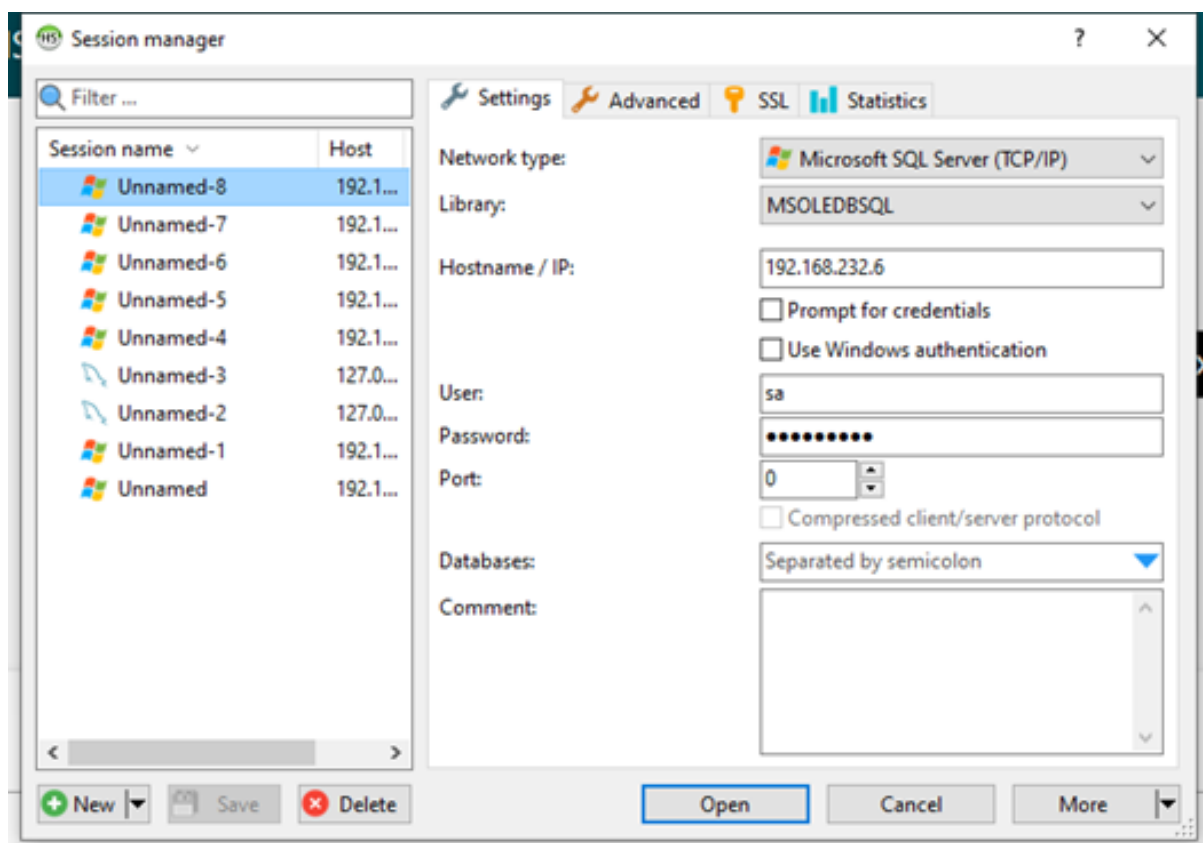 HS Session manager ?
Filter ...
Settings Advanced SSL Statistics
Session name Host
Unnamed-8 192.1...
Unnamed-7 192.1...
Unnamed-6 192.1...
Unnamed-5 192.1...
Unnamed-4 192.1...
Unnamed-3 127.0...
Unnamed-2 127.0...
Unnamed-1 192.1...
Unnamed 192.1...
Network type: Microsoft SQL Server (TCP/IP)
Library: MSOLEDBSQL
Hostname / IP: 192.168.232.6
Prompt for credentials
Use Windows authentication
User: sa
Password: •••••••••
Port: 0
Compressed client/server protocol
Databases: Separated by semicolon
Comment:
New Save Delete Open Cancel More